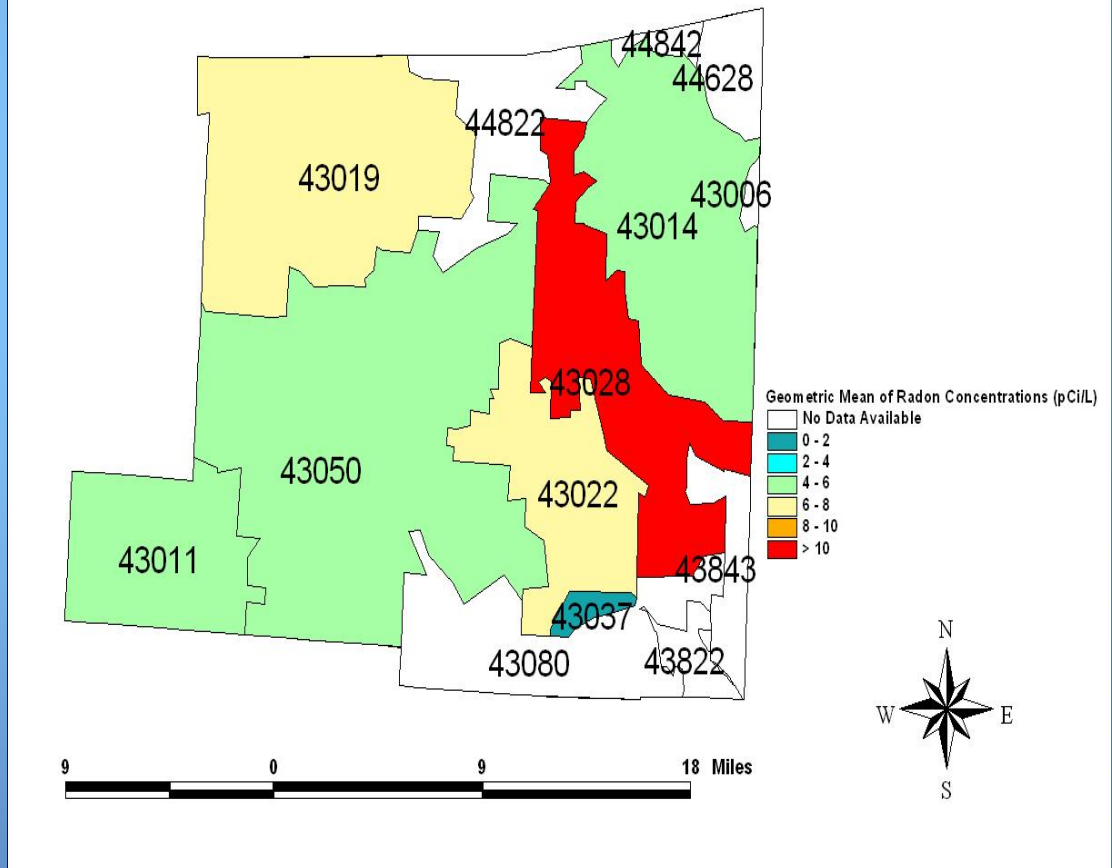 44842
44628
44822
43019
43006
43014
43028
Geometric Mean of Radon Concentrations (pCi/L)
No Data Available
0 - 2
2 - 4
4 - 6
6 - 8
8 - 10
> 10
43050
43022
43011
43843
43037
43080
43822
N
W
E
S
9 0 9 18 Miles